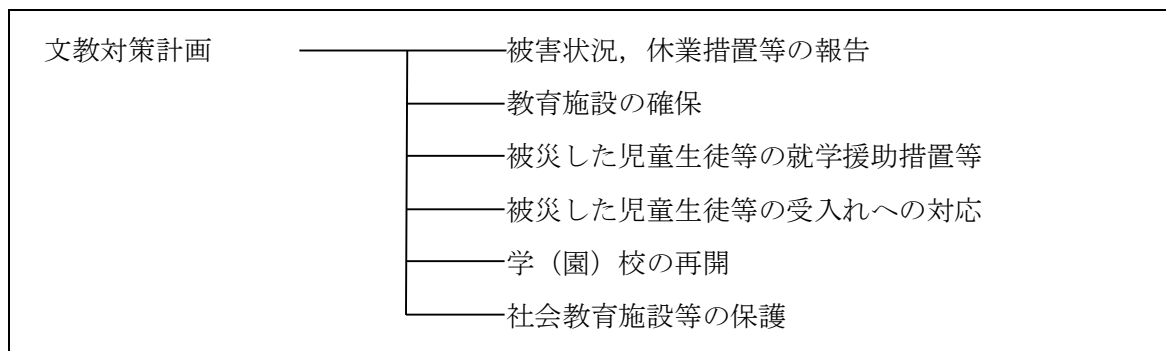 文教対策計画
被害状況，休業措置等の報告
教育施設の確保
被災した児童生徒等の就学援助措置等
被災した児童生徒等の受入れへの対応
学（園）校の再開
社会教育施設等の保護